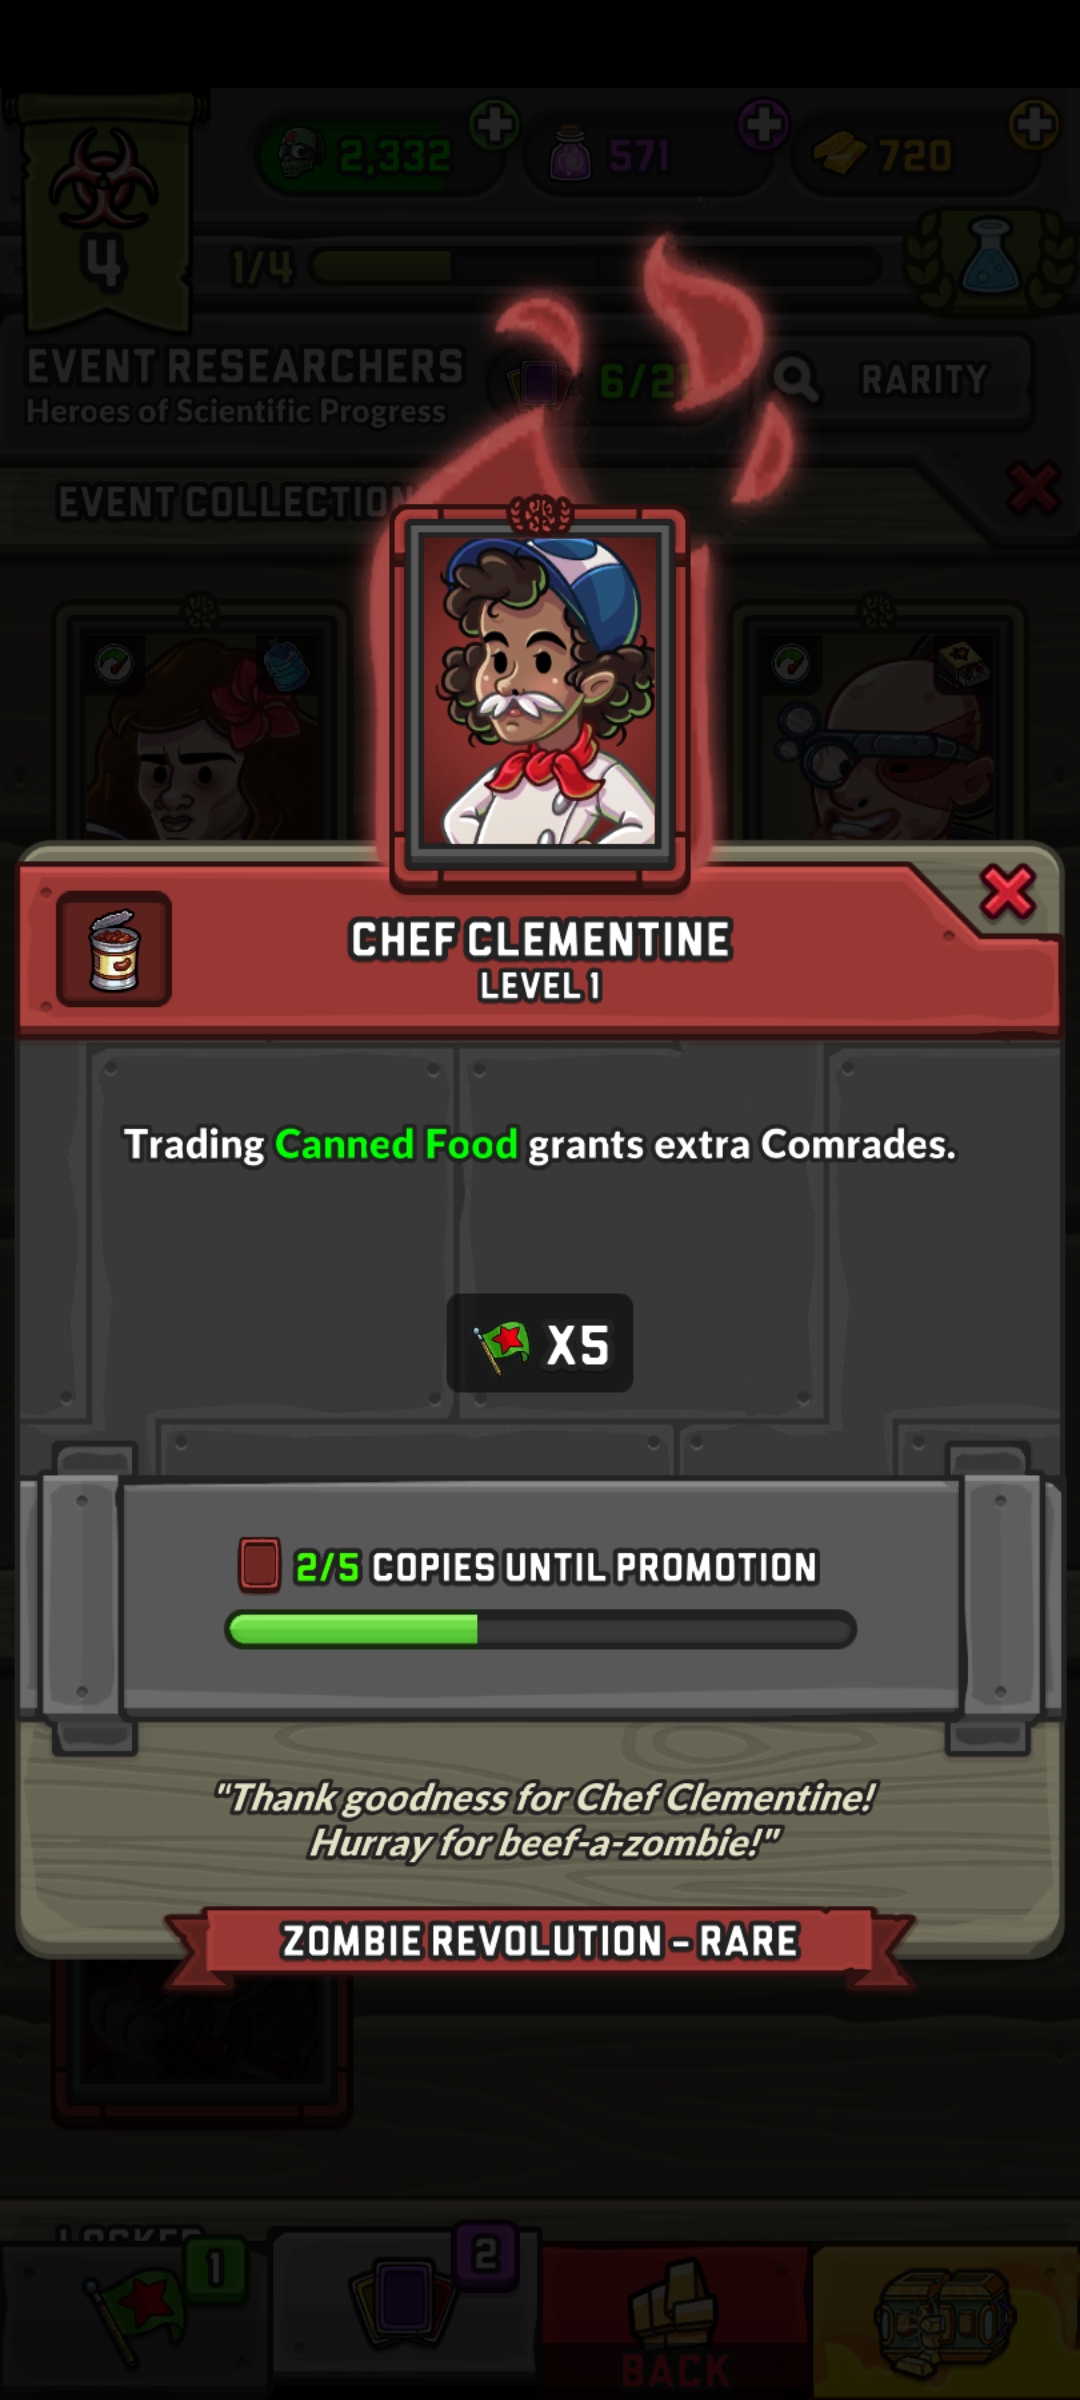 2,332
571
720
4
1/4
EVENT RESEARCHERS
Heroes of Scientific Progress
RARITY
EVENT COLLECTION
CHEF CLEMENTINE
LEVEL 1
Trading Canned Food grants extra Comrades.
X5
2/5 COPIES UNTIL PROMOTION
"Thank goodness for Chef Clementine!
Hurray for beef-a-zombie!"
ZOMBIE REVOLUTION - RARE
LOCKED
1
2
BACK